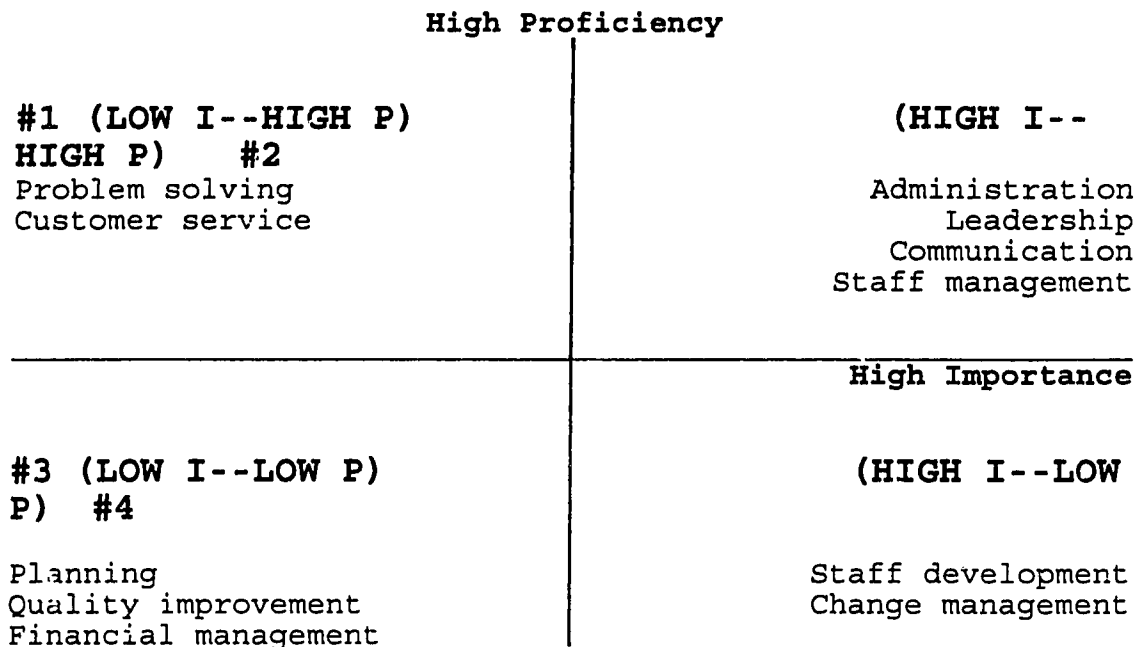 High Proficiency
#1 (LOW I--HIGH P) (HIGH I--
HIGH P) #2
Problem solving Administration
Customer service Leadership
Communication
Staff management
High Importance
#3 (LOW I--LOW P) (HIGH I--LOW
P) #4
Planning Staff development
Quality improvement Change management
Financial management